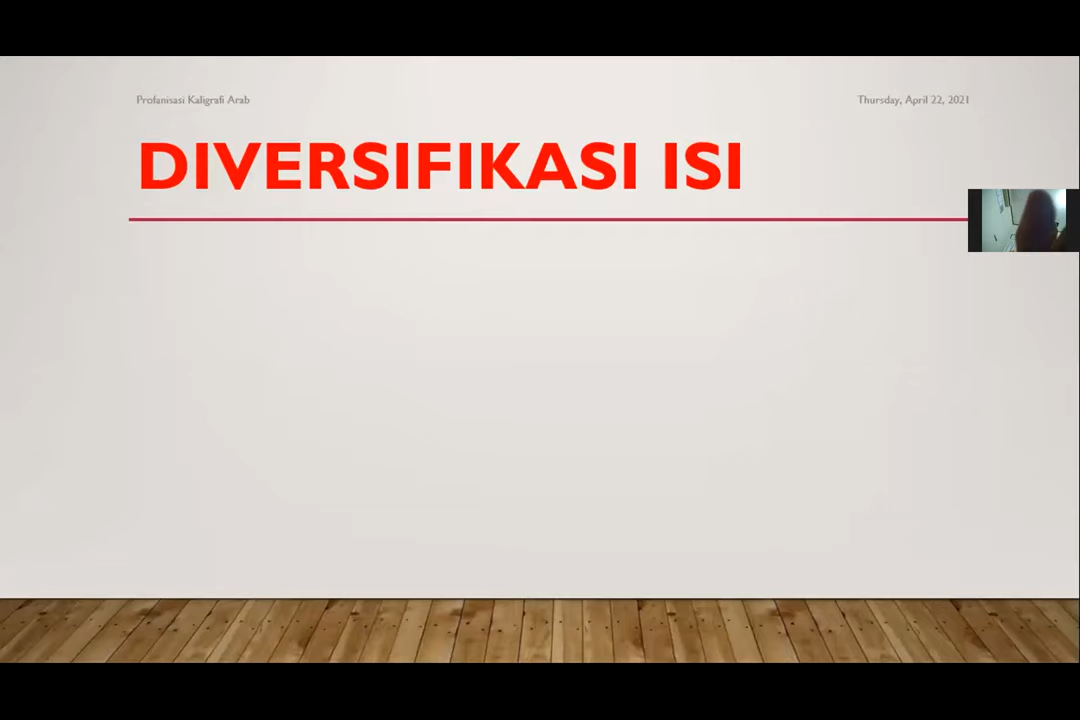 Profanisasi Kaligrafi Arab
Thursday, April 22, 2021
DIVERSIFIKASI ISI